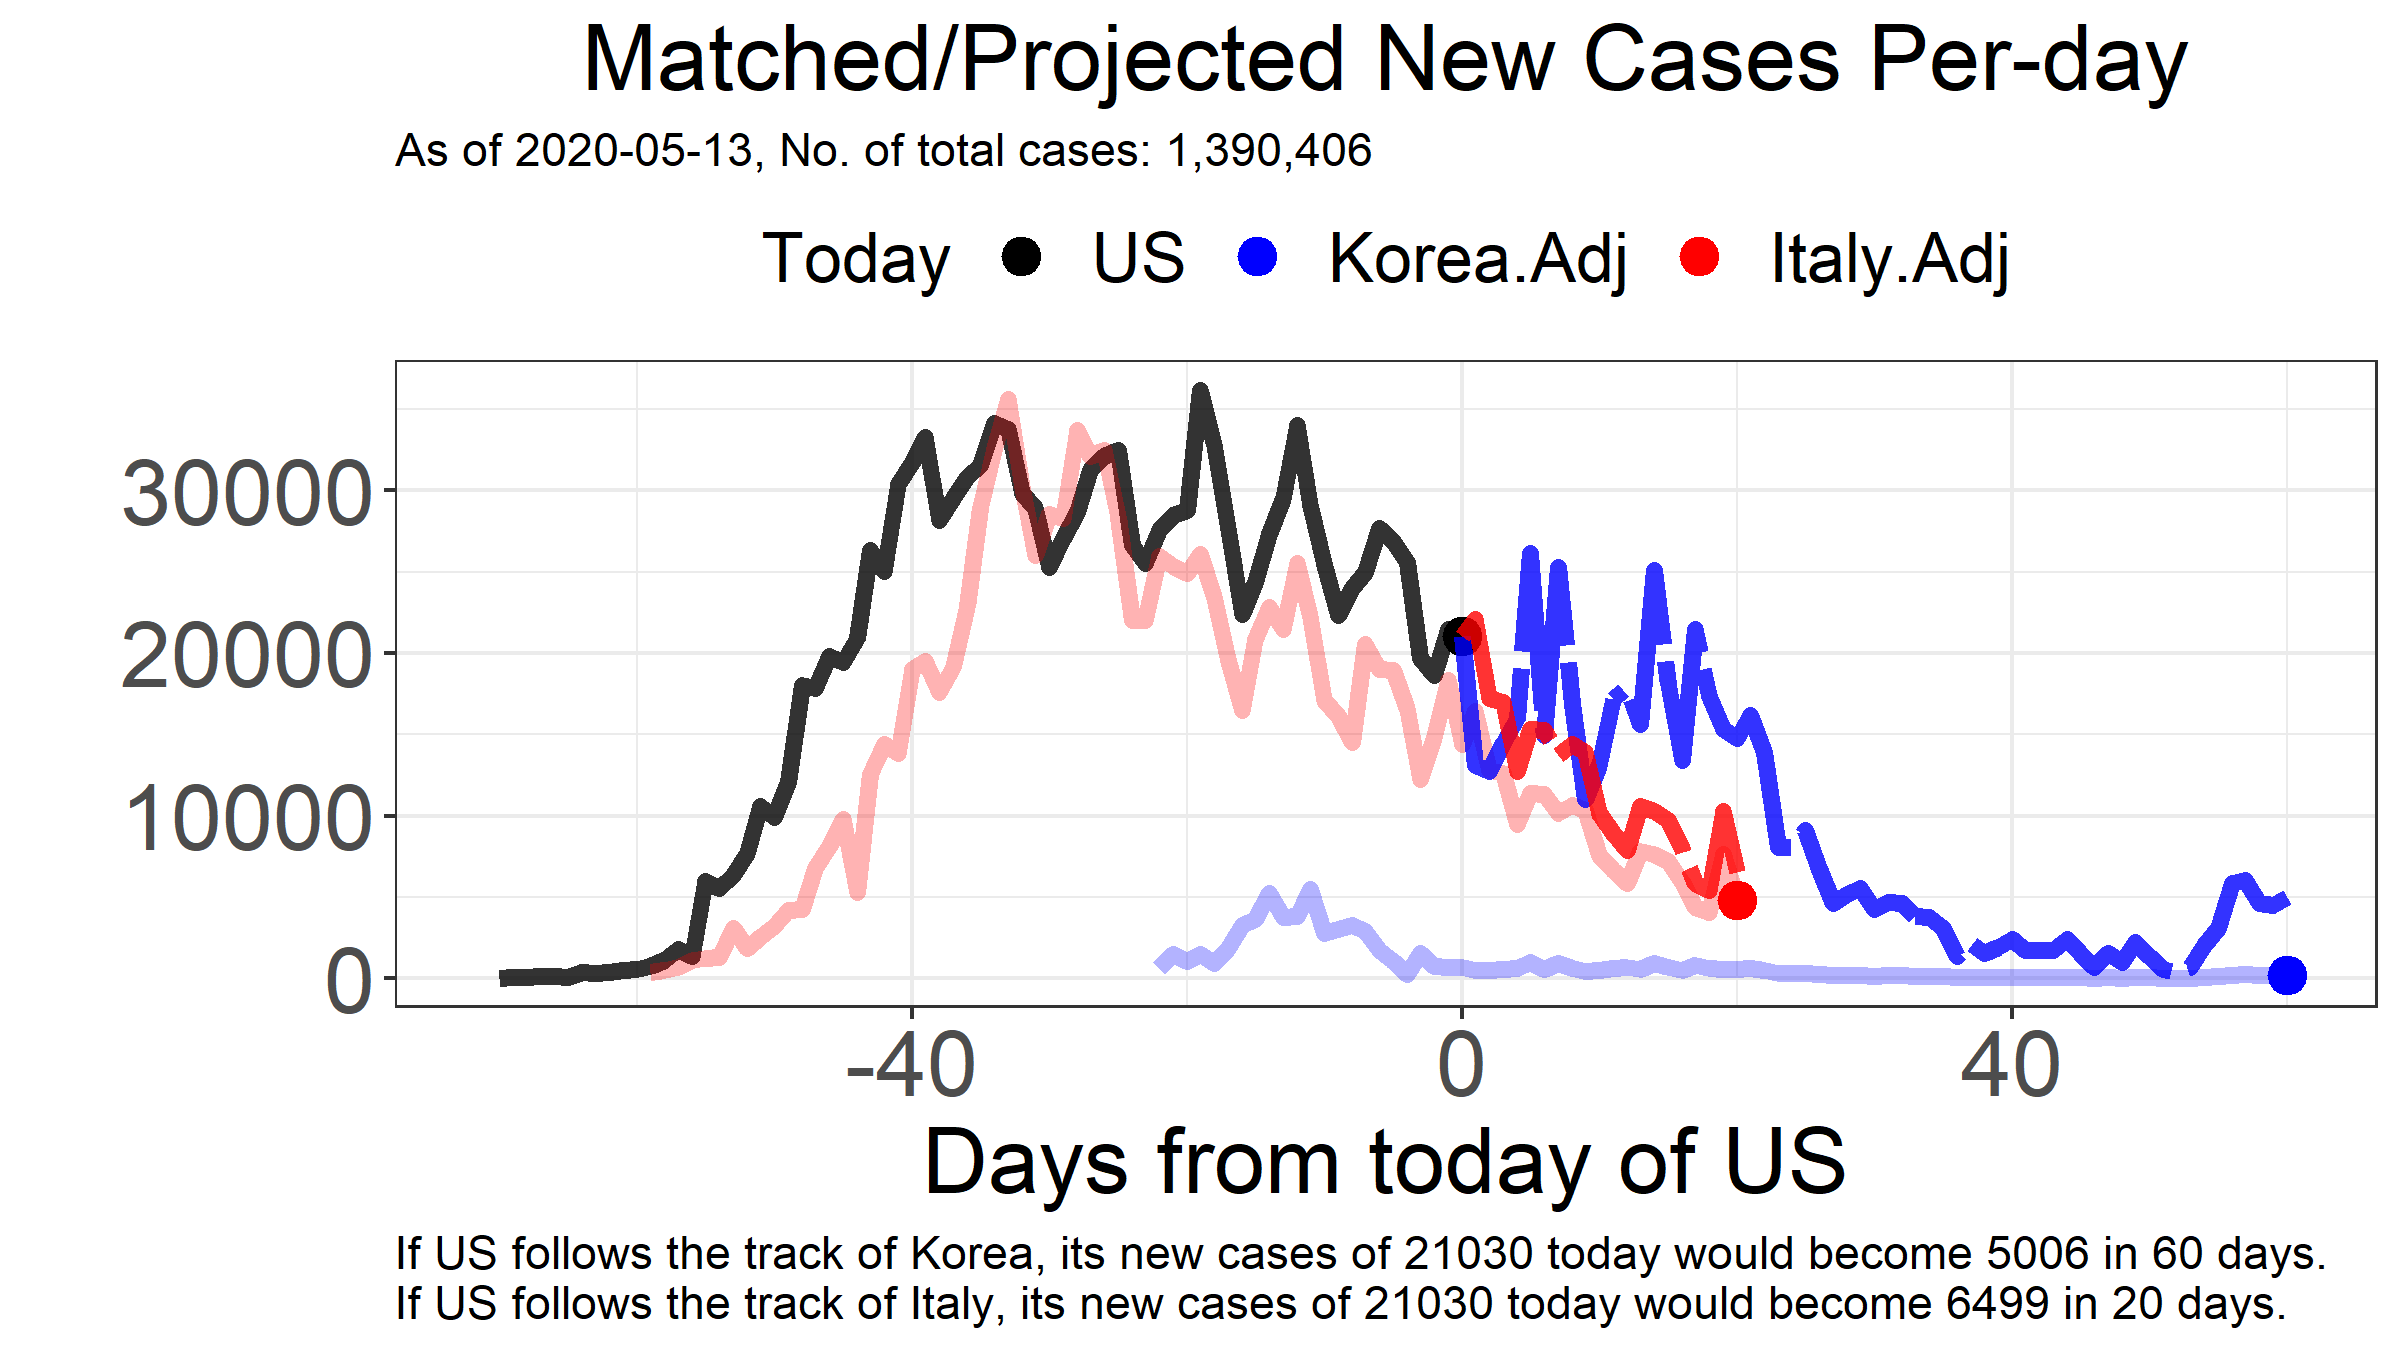 Matched/Projected New Cases Per-day
As of 2020-05-13, No. of total cases: 1,390,406
Today US Korea.Adj Italy.Adj
30000
20000
10000
0
-40 0 40
Days from today of US
If US follows the track of Korea, its new cases of 21030 today would become 5006 in 60 days.
If US follows the track of Italy, its new cases of 21030 today would become 6499 in 20 days.